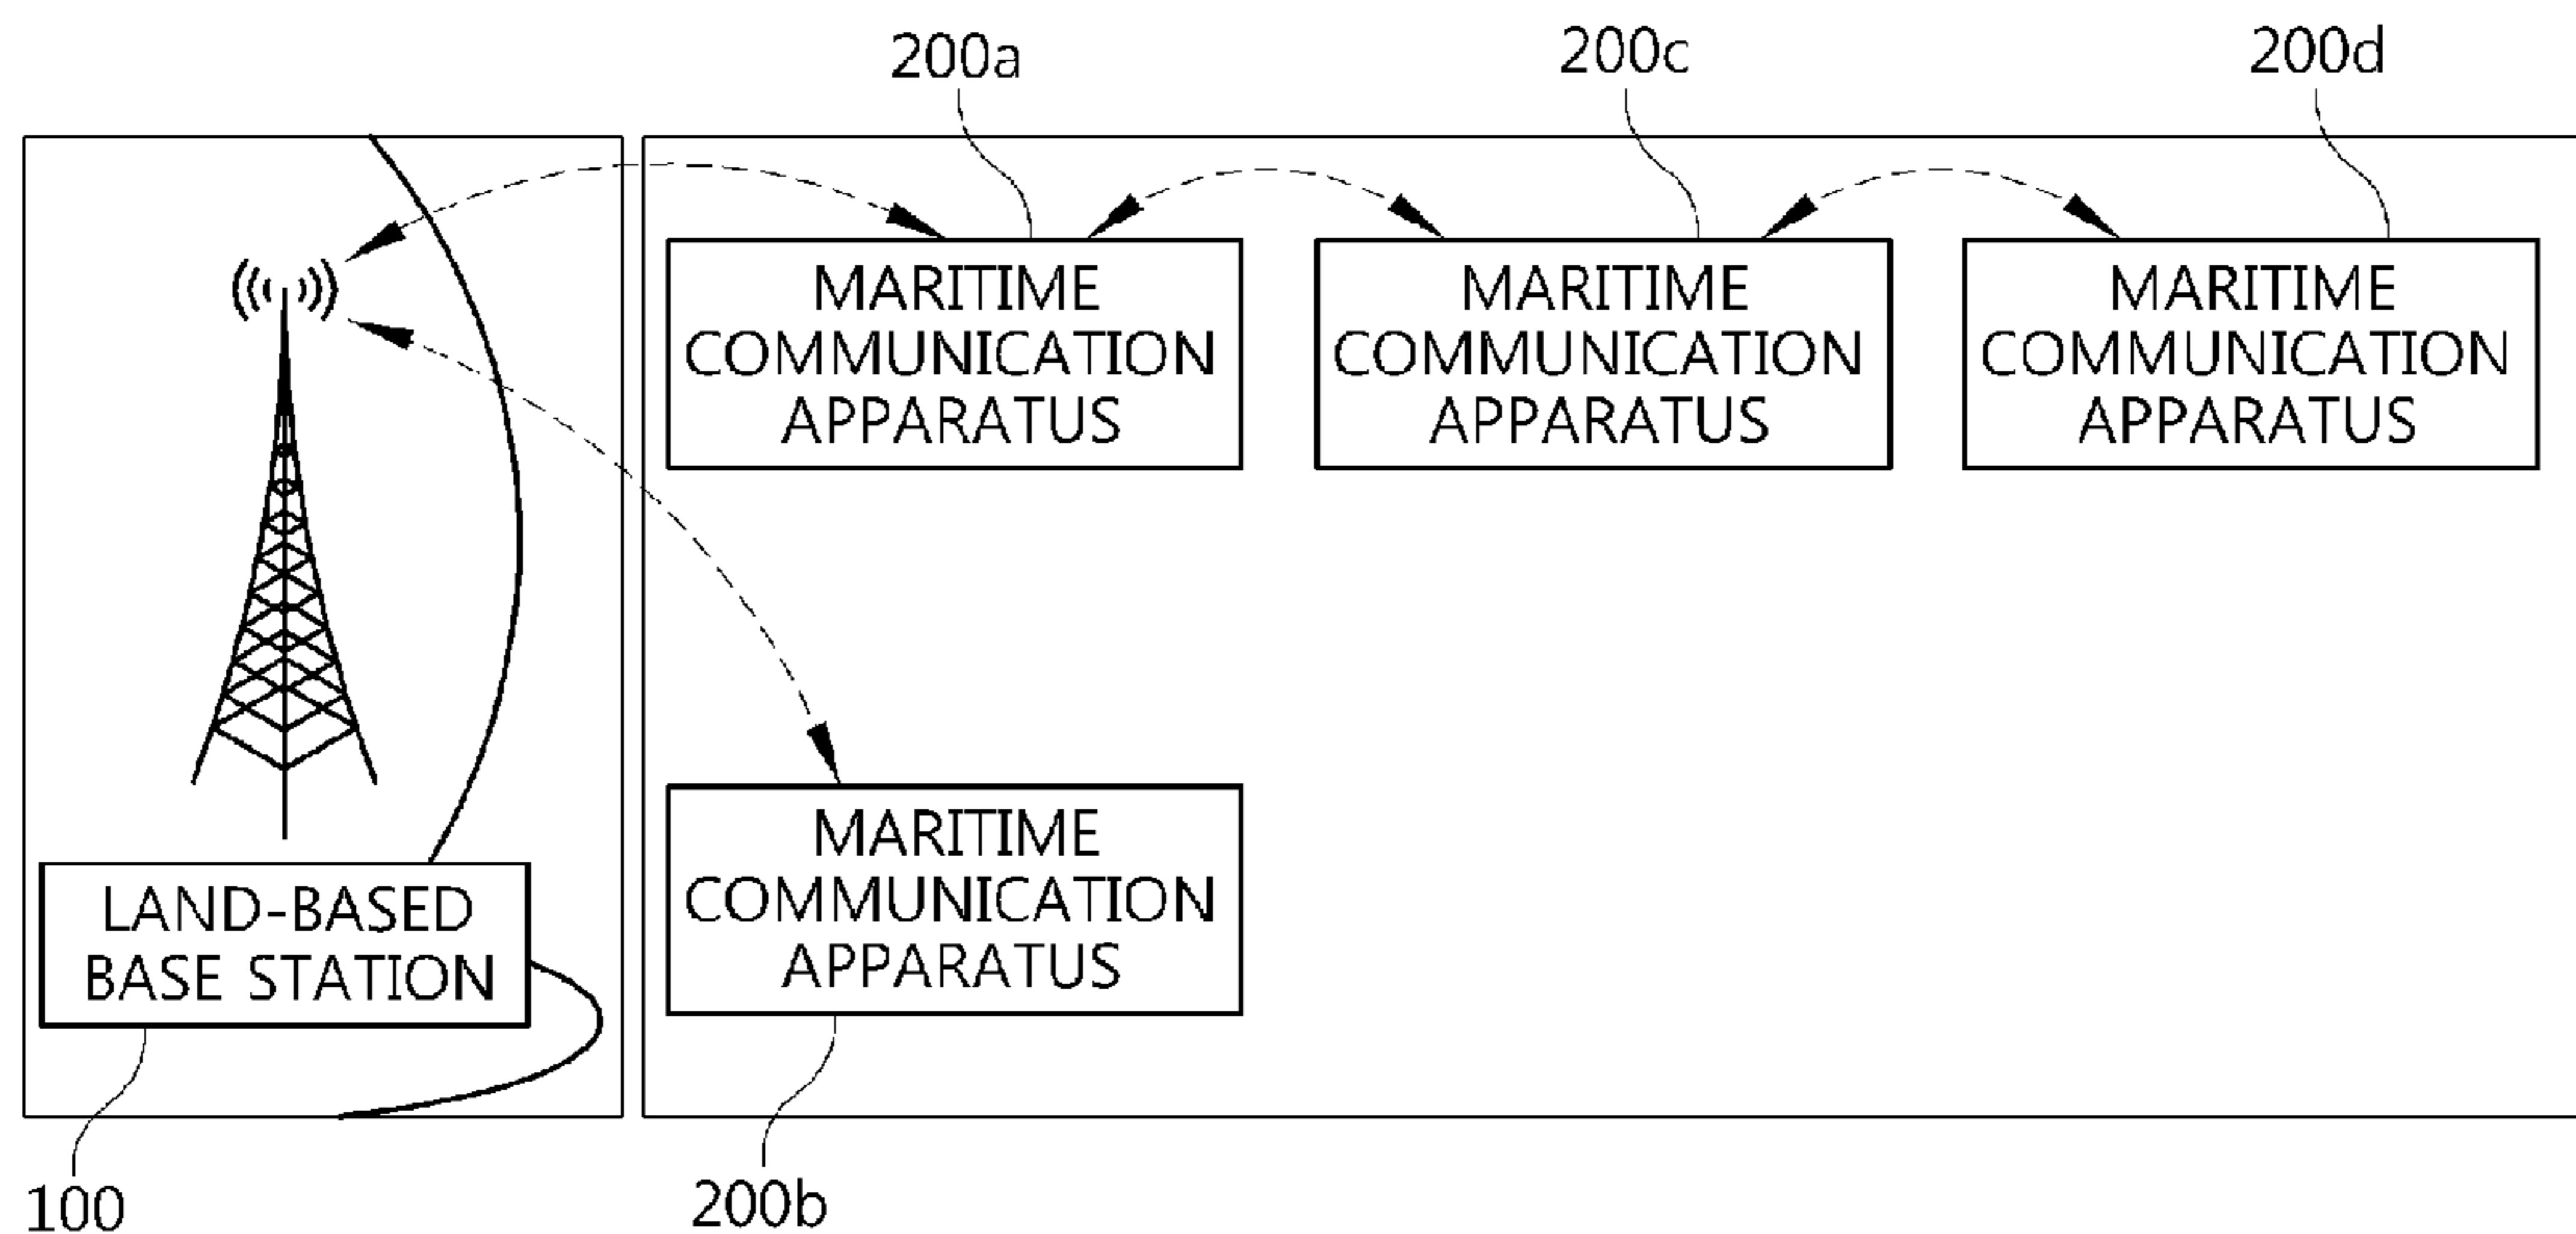 200a
200c
200d
MARITIME
COMMUNICATION
APPARATUS
MARITIME
COMMUNICATION
APPARATUS
MARITIME
COMMUNICATION
APPARATUS
MARITIME
COMMUNICATION
APPARATUS
LAND-BASED
BASE STATION
100
200b